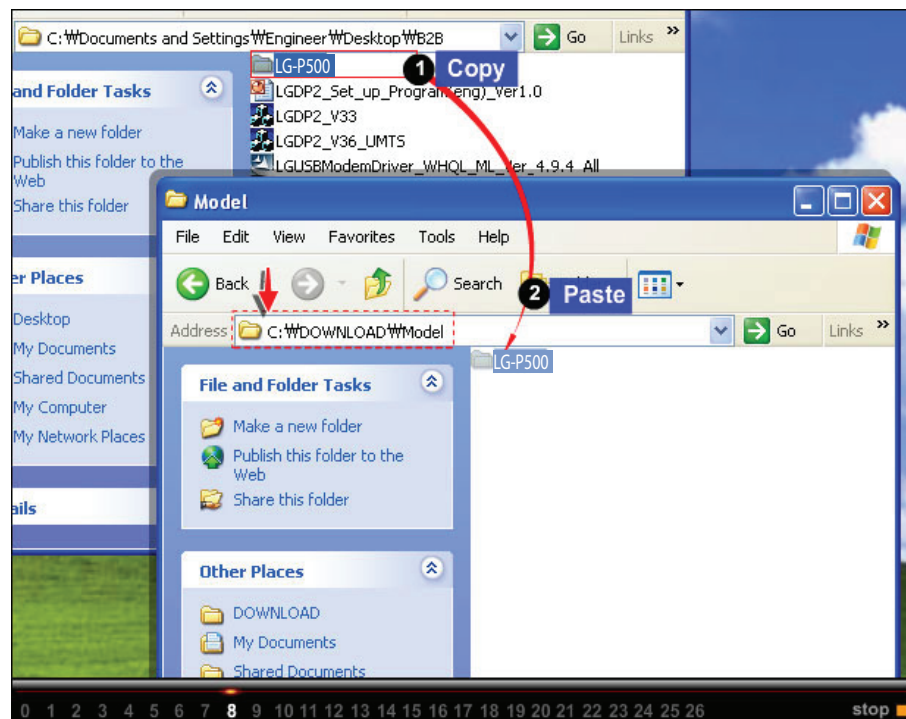 C:₩Documents and Settings₩Engineer₩Desktop₩B2B Go Links »
LG-P500
1 Copy
and Folder Tasks
LGDP2_Set_up_Program(eng)_Ver1.0
Make a new folder
LGDP2_V33
LGDP2_V36_UMTS
Publish this folder to the
Web
LGUSBModemDriver_WHQL_ML_Ver_4.9.4_All
Share this folder
er Places
Desktop
My Documents
Shared Documents
My Computer
My Network Places
ails
Model
File Edit View Favorites Tools Help
Back Search
2 Paste
Address C:₩DOWNLOAD₩Model Go Links »
LG-P500
File and Folder Tasks
Make a new folder
Publish this folder to the
Web
Share this folder
Other Places
DOWNLOAD
My Documents
Shared Documents
0 1 2 3 4 5 6 7 8 9 10 11 12 13 14 15 16 17 18 19 20 21 22 23 24 25 26 stop